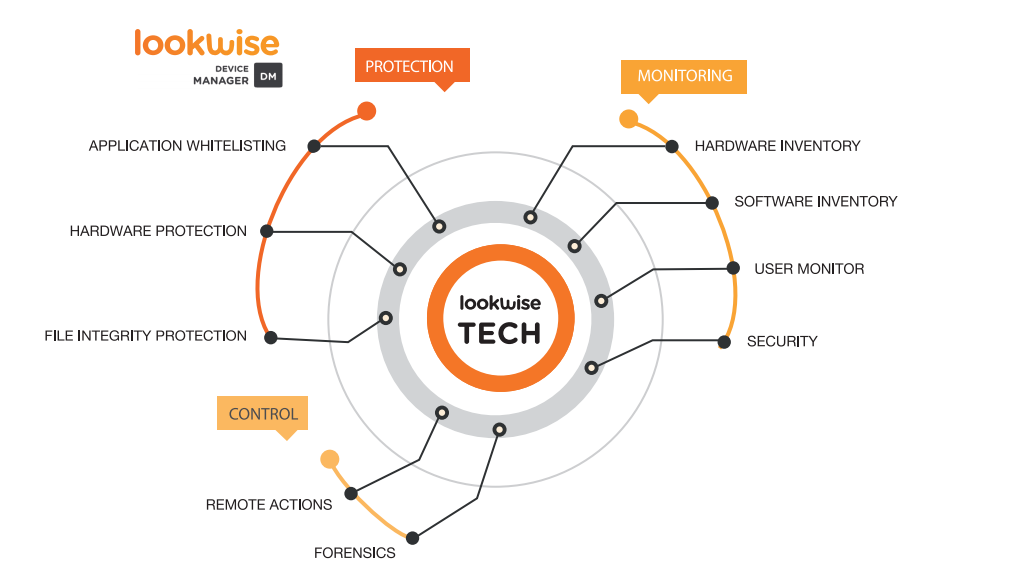 lookwise
DEVICE
MANAGER DM
PROTECTION
MONITORING
APPLICATION WHITELISTING
HARDWARE INVENTORY
SOFTWARE INVENTORY
HARDWARE PROTECTION
USER MONITOR
lookwise
TECH
FILE INTEGRITY PROTECTION
SECURITY
CONTROL
REMOTE ACTIONS
FORENSICS